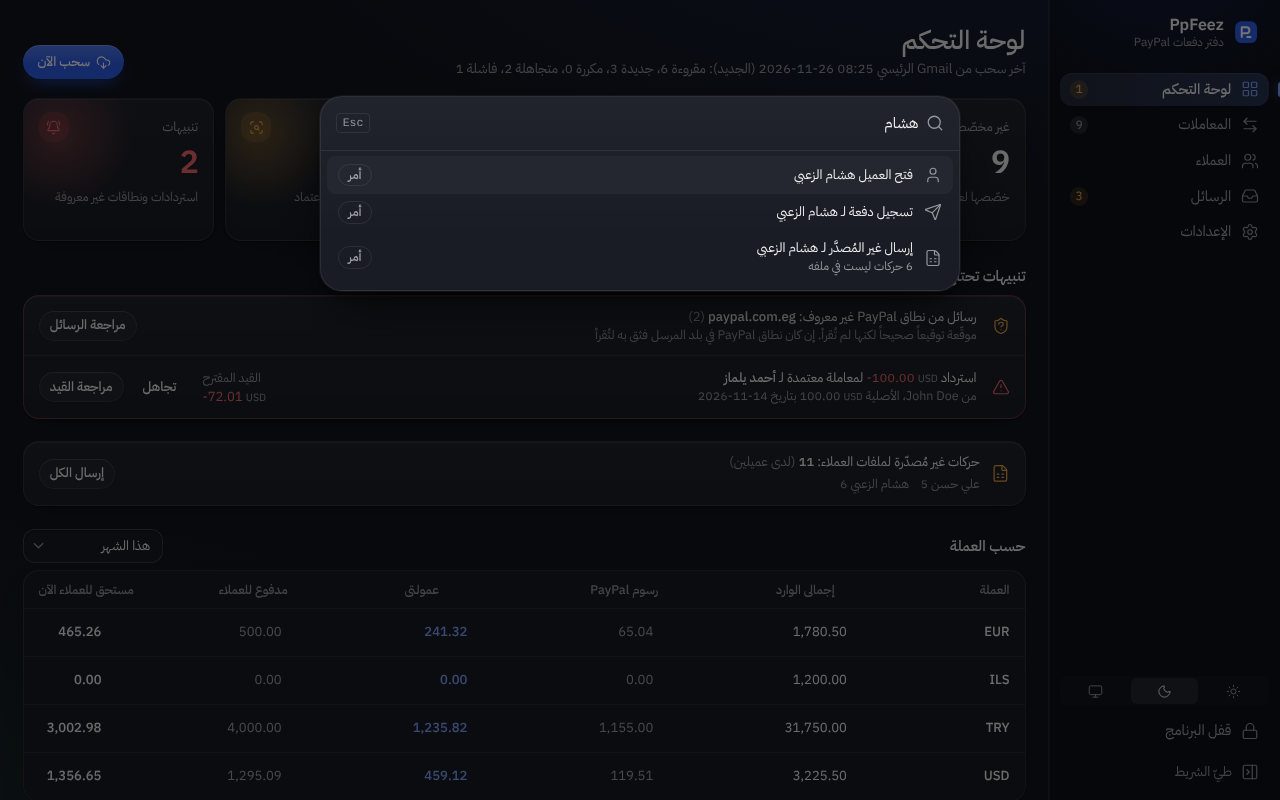 PpFeez
دفتر دفعات PayPal
لوحة التحكم 1
المعاملات 9
العملاء
الرسائل 3
الإعدادات
قفل البرنامج
طيّ الشريط
لوحة التحكم
آخر سحب من Gmail الرئيسي 2026-11-26 08:25 (الجديد): مقروءة 6، جديدة 3، مكررة 0، متجاهلة 2، فاشلة 1
سحب الآن
هشام
Esc
فتح العميل هشام الزعبي
أمر
تسجيل دفعة لـ هشام الزعبي
أمر
إرسال غير المُصدَّر لـ هشام الزعبي
6 حركات ليست في ملفه
أمر
9
تنبيهات
2
استردادات ونطاقات غير معروفة
رسائل من نطاق PayPal غير معروف: paypal.com.eg (2)
موقّعة توقيعاً صحيحاً لكنها لم تُقرأ. إن كان نطاق PayPal في بلد المرسل فثق به لتُقرأ
مراجعة الرسائل
استرداد -100.00 USD لمعاملة معتمدة لـ أحمد يلماز
من John Doe، الأصلية 100.00 USD بتاريخ 2026-11-14
القيد المقترح
-72.01 USD
تجاهل
مراجعة القيد
حركات غير مُصدّرة لملفات العملاء: 11 (لدى عميلين)
علي حسن 5 هشام الزعبي 6
إرسال الكل
حسب العملة
هذا الشهر
العملة إجمالي الوارد رسوم PayPal عمولتي مدفوع للعملاء مستحق للعملاء الآن
EUR 1,780.50 65.04 241.32 500.00 465.26
ILS 1,200.00 0.00 0.00 0.00 0.00
TRY 31,750.00 1,155.00 1,235.82 4,000.00 3,002.98
USD 3,225.50 119.51 459.12 1,295.09 1,356.65